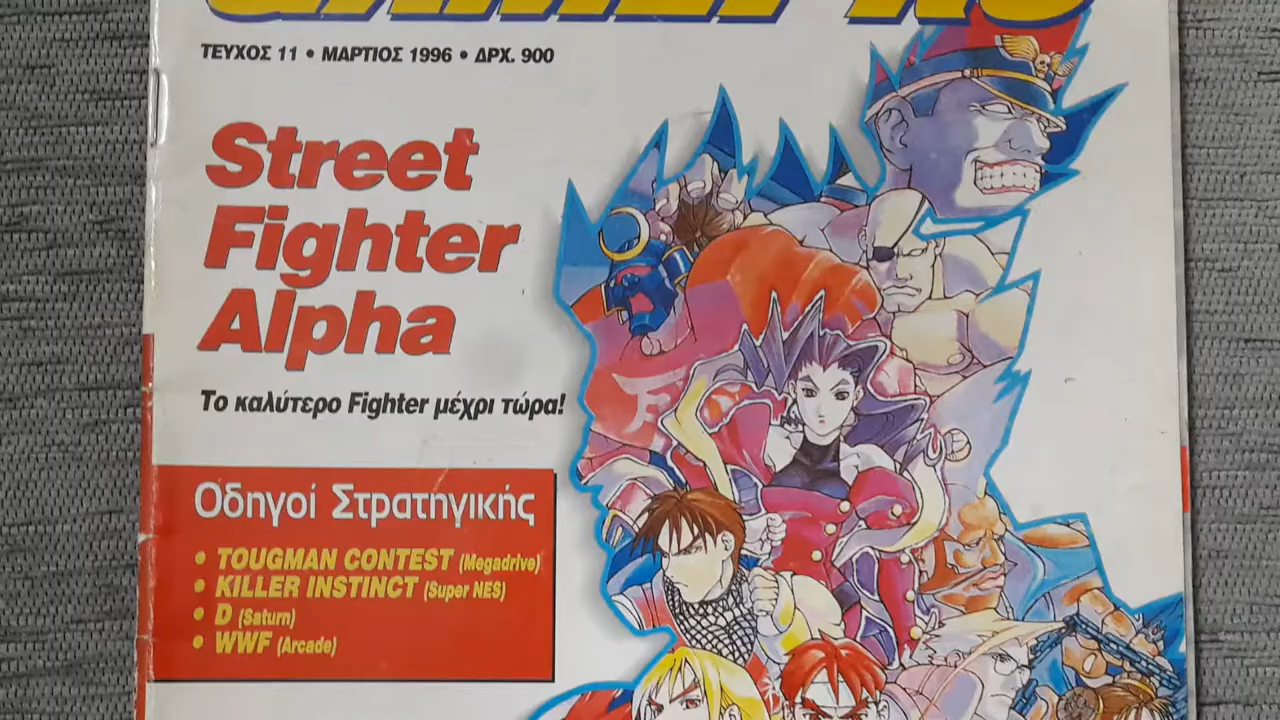 GAMEPRO
ΤΕΥΧΟΣ 11 • ΜΑΡΤΙΟΣ 1996 • ΔΡΧ. 900
Street
Fighter
Alpha
Το καλύτερο Fighter μέχρι τώρα!
Οδηγοί Στρατηγικής
• TOUGMAN CONTEST (Megadrive)
• KILLER INSTINCT (Super NES)
• D (Saturn)
• WWF (Arcade)